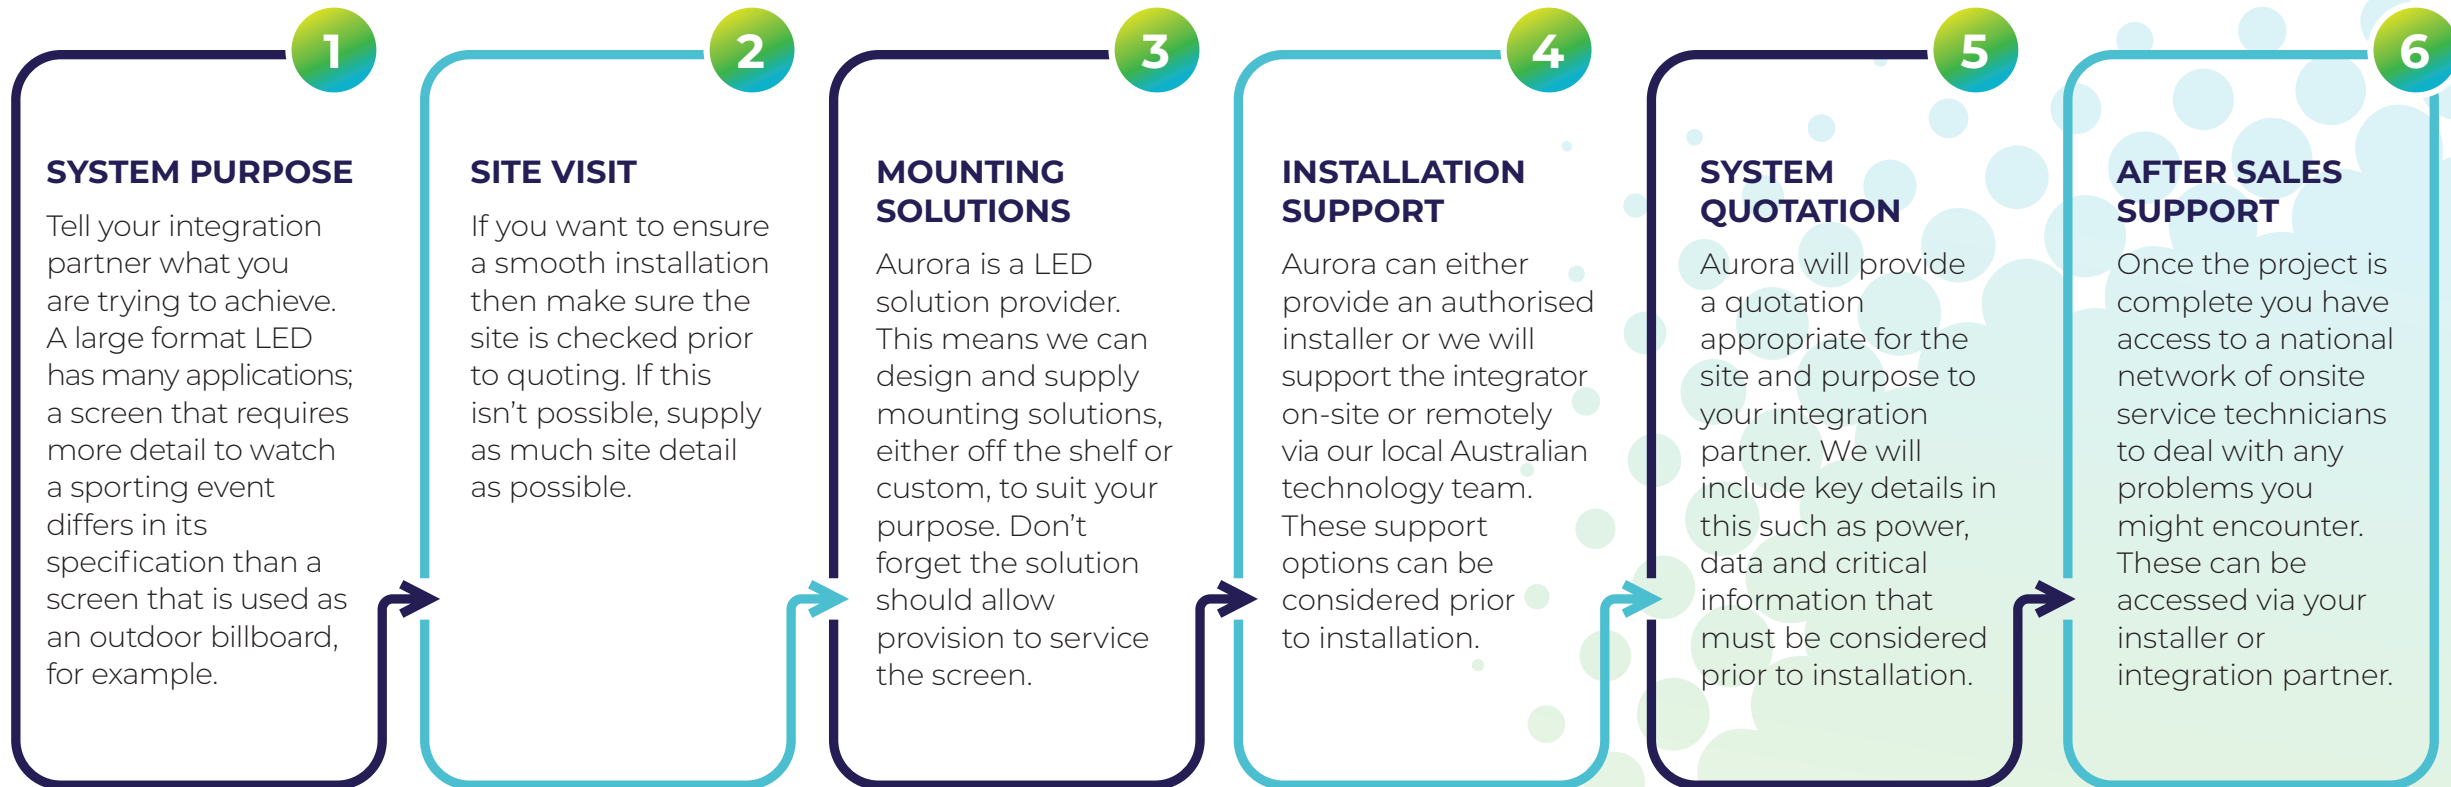 1
SYSTEM PURPOSE
Tell your integration
partner what you
are trying to achieve.
A large format LED
has many applications;
a screen that requires
more detail to watch
a sporting event
differs in its
specification than a
screen that is used as
an outdoor billboard,
for example.
2
SITE VISIT
If you want to ensure
a smooth installation
then make sure the
site is checked prior
to quoting. If this
isn't possible, supply
as much site detail
as possible.
3
MOUNTING
SOLUTIONS
Aurora is a LED
solution provider.
This means we can
design and supply
mounting solutions,
either off the shelf or
custom, to suit your
purpose. Don't
forget the solution
should allow
provision to service
the screen.
4
INSTALLATION
SUPPORT
Aurora can either
provide an authorised
installer or we will
support the integrator
on-site or remotely
via our local Australian
technology team.
These support
options can be
considered prior
to installation.
5
SYSTEM
QUOTATION
Aurora will provide
a quotation
appropriate for the
site and purpose to
your integration
partner. We will
include key details in
this such as power,
data and critical
information that
must be considered
prior to installation.
6
AFTER SALES
SUPPORT
Once the project is
complete you have
access to a national
network of onsite
service technicians
to deal with any
problems you
might encounter.
These can be
accessed via your
installer or
integration partner.